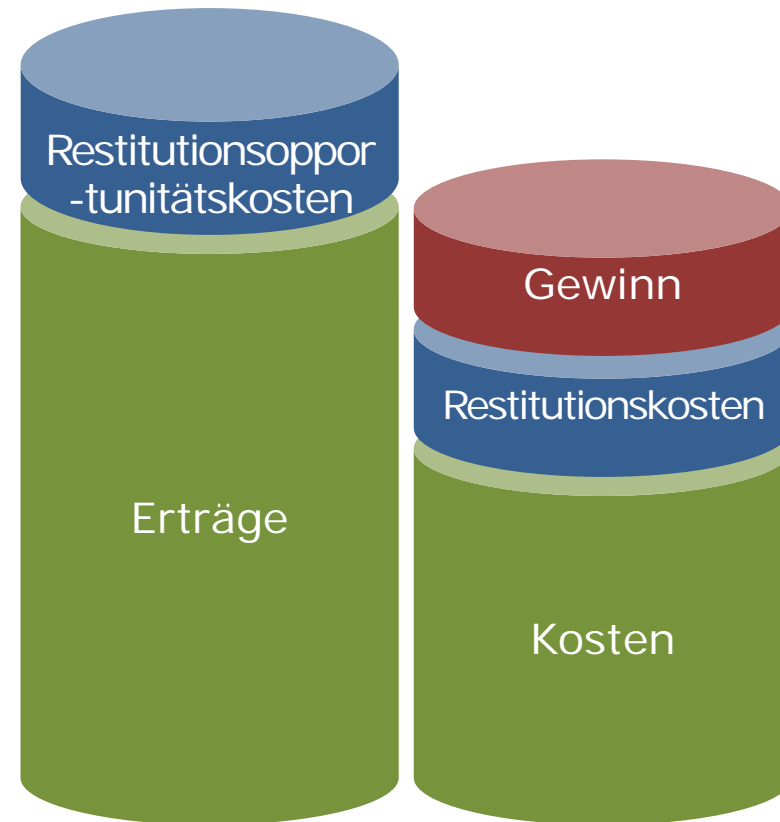 Restitutionsoppor
-tunitätskosten
Erträge
Gewinn
Restitutionskosten
Kosten